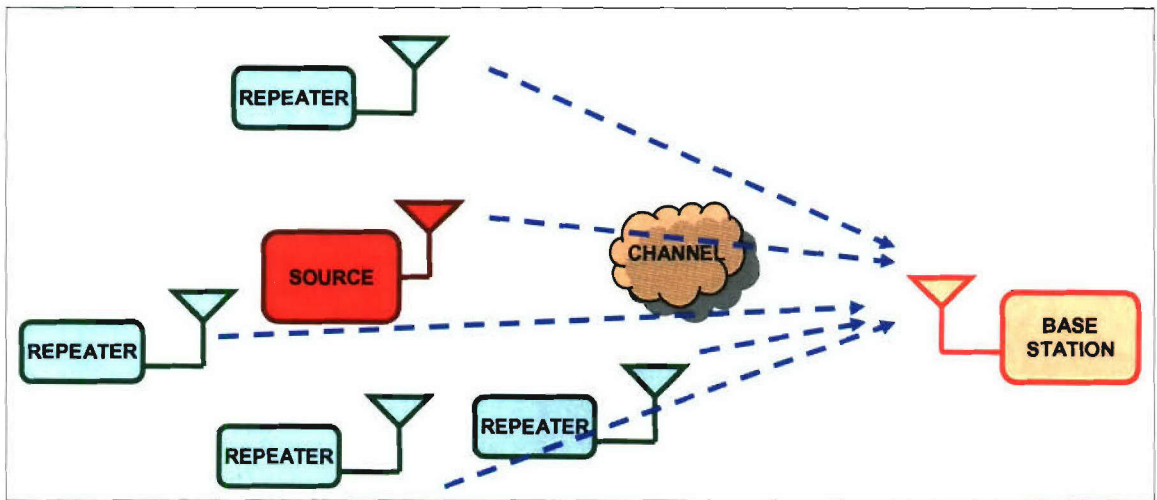 REPEATER
SOURCE
CHANNEL
REPEATER
BASE
STATION
REPEATER
REPEATER